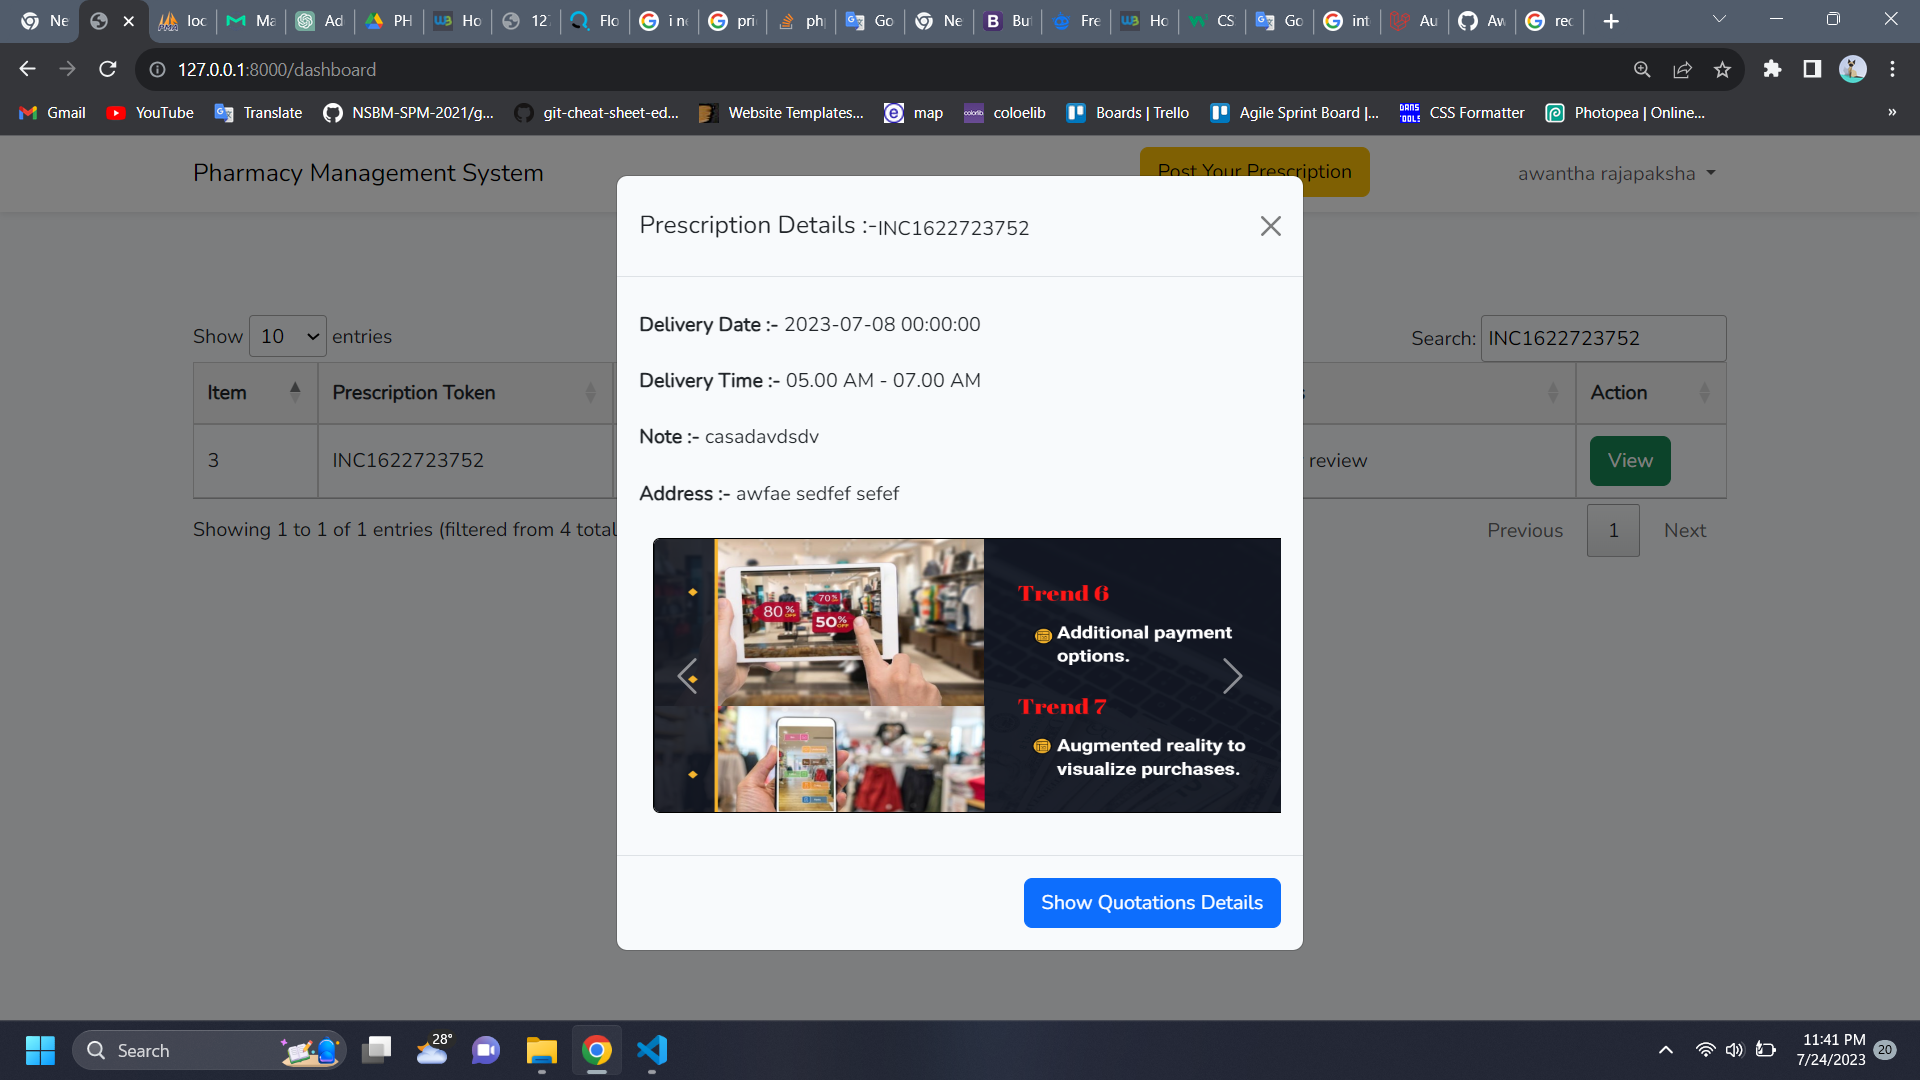 Ne
loc
Ma
Ad
PH
Ho
127
Flo
i ne
pri
php
Go
Ne
B But
Fre
Ho
CS
Go
int
Au
Aw
rec
127.0.0.1:8000/dashboard
Gmail
YouTube
Translate
NSBM-SPM-2021/g...
git-cheat-sheet-ed...
Website Templates...
map
coloelib
Boards | Trello
Agile Sprint Board |...
CSS Formatter
Photopea | Online...
»
Pharmacy Management System
Post Your Prescription
awantha rajapaksha
Prescription Details :-INC1622723752
Delivery Date :- 2023-07-08 00:00:00
Delivery Time :- 05.00 AM - 07.00 AM
Note :- casadavdsdv
Address :- awfae sedfef sefef
80%
OFF
70%
50%
OFF
Trend 6
Additional payment
options.
Trend 7
Augmented reality to
visualize purchases.
Show Quotations Details
Show 10 entries
Search: INC1622723752
Item Prescription Token s Action
3 INC1622723752 review View
Showing 1 to 1 of 1 entries (filtered from 4 total
Previous 1 Next
Search
28°
11:41 PM
7/24/2023
20